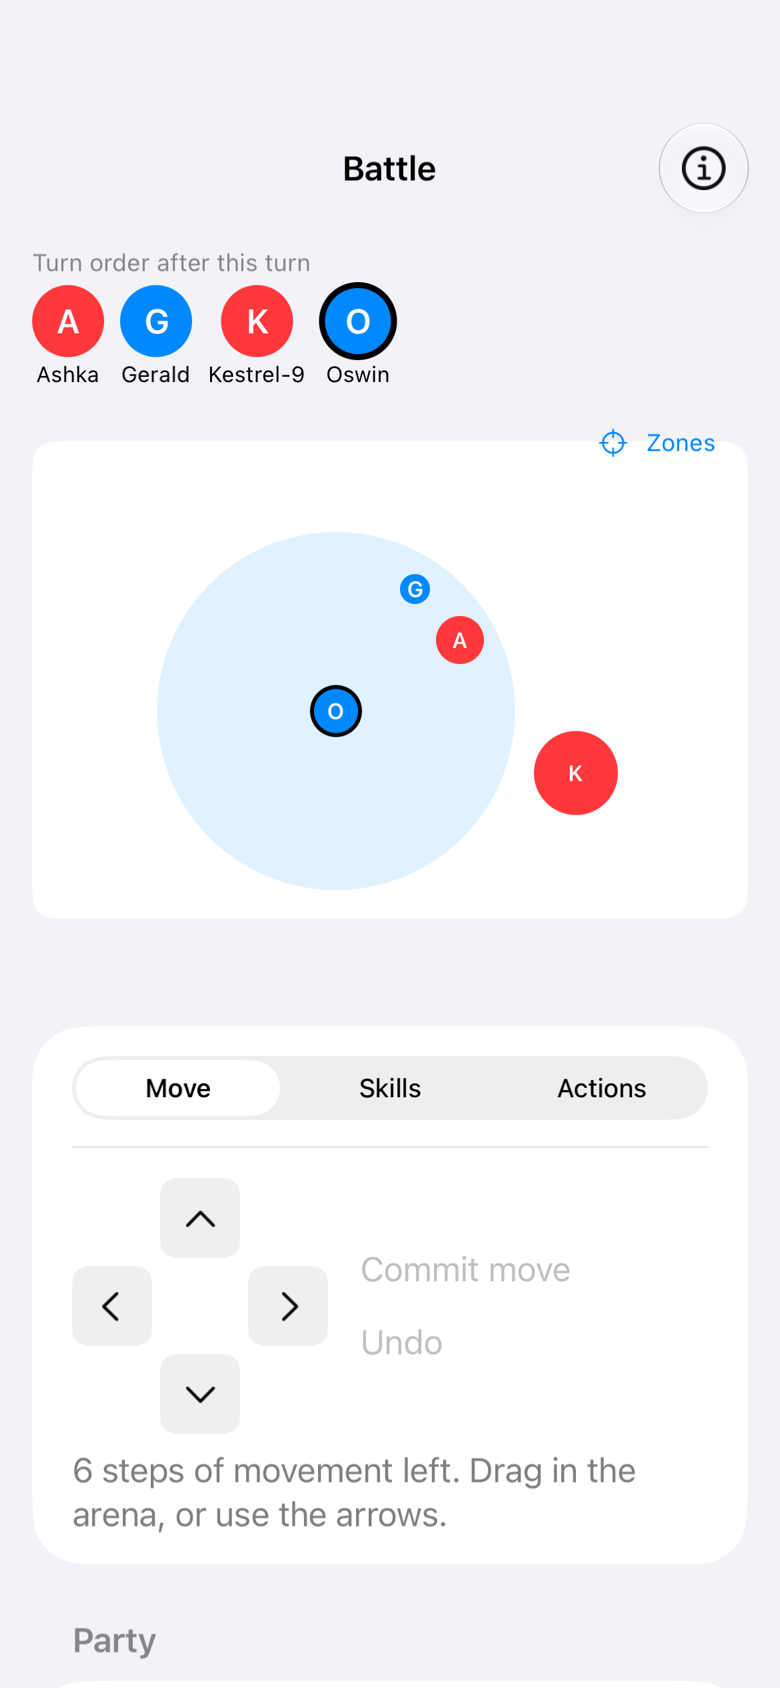 Battle
Turn order after this turn
A G K O
Ashka Gerald Kestrel-9 Oswin
Zones
G
A
O
K
Move Skills Actions
Commit move
Undo
6 steps of movement left. Drag in the
arena, or use the arrows.
Party